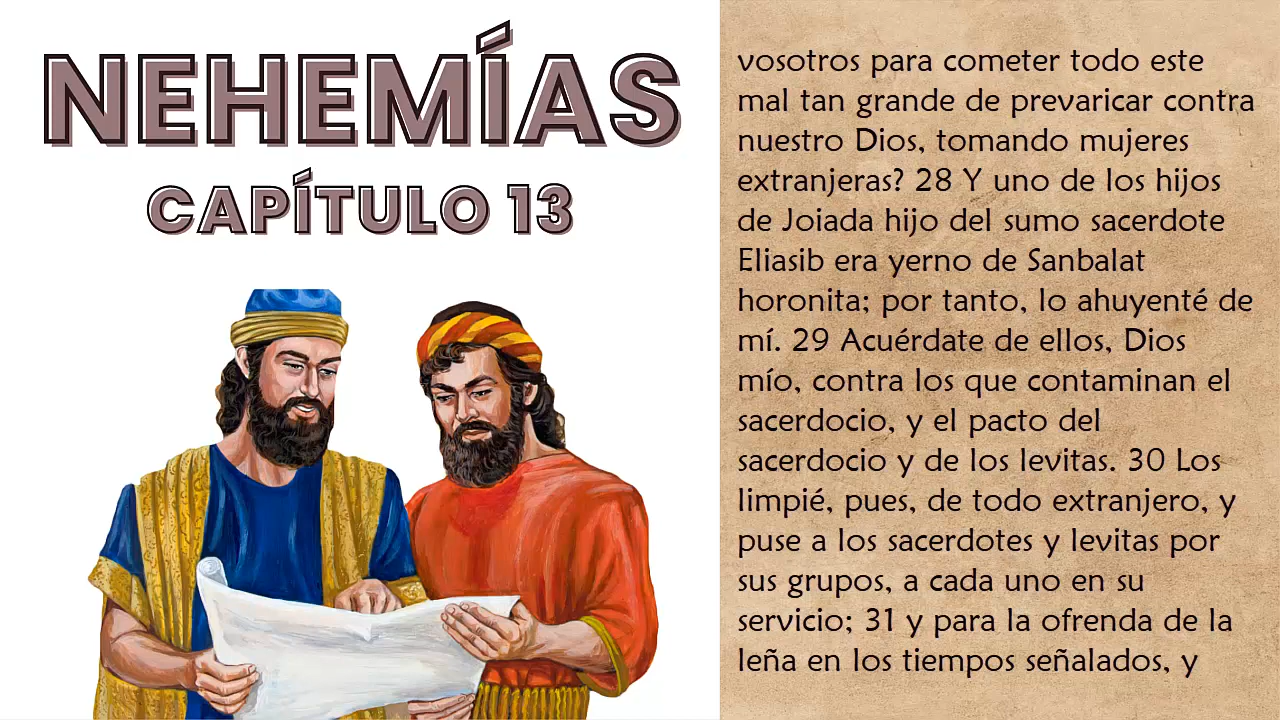 NEHEMÍAS
CAPÍTULO 13
vosotros para cometer todo este
mal tan grande de prevaricar contra
nuestro Dios, tomando mujeres
extranjeras? 28 Y uno de los hijos
de Joiada hijo del sumo sacerdote
Eliasib era yerno de Sanbalat
horonita; por tanto, lo ahuyenté de
mí. 29 Acuérdate de ellos, Dios
mío, contra los que contaminan el
sacerdocio, y el pacto del
sacerdocio y de los levitas. 30 Los
limpié, pues, de todo extranjero, y
puse a los sacerdotes y levitas por
sus grupos, a cada uno en su
servicio; 31 y para la ofrenda de la
leña en los tiempos señalados, y